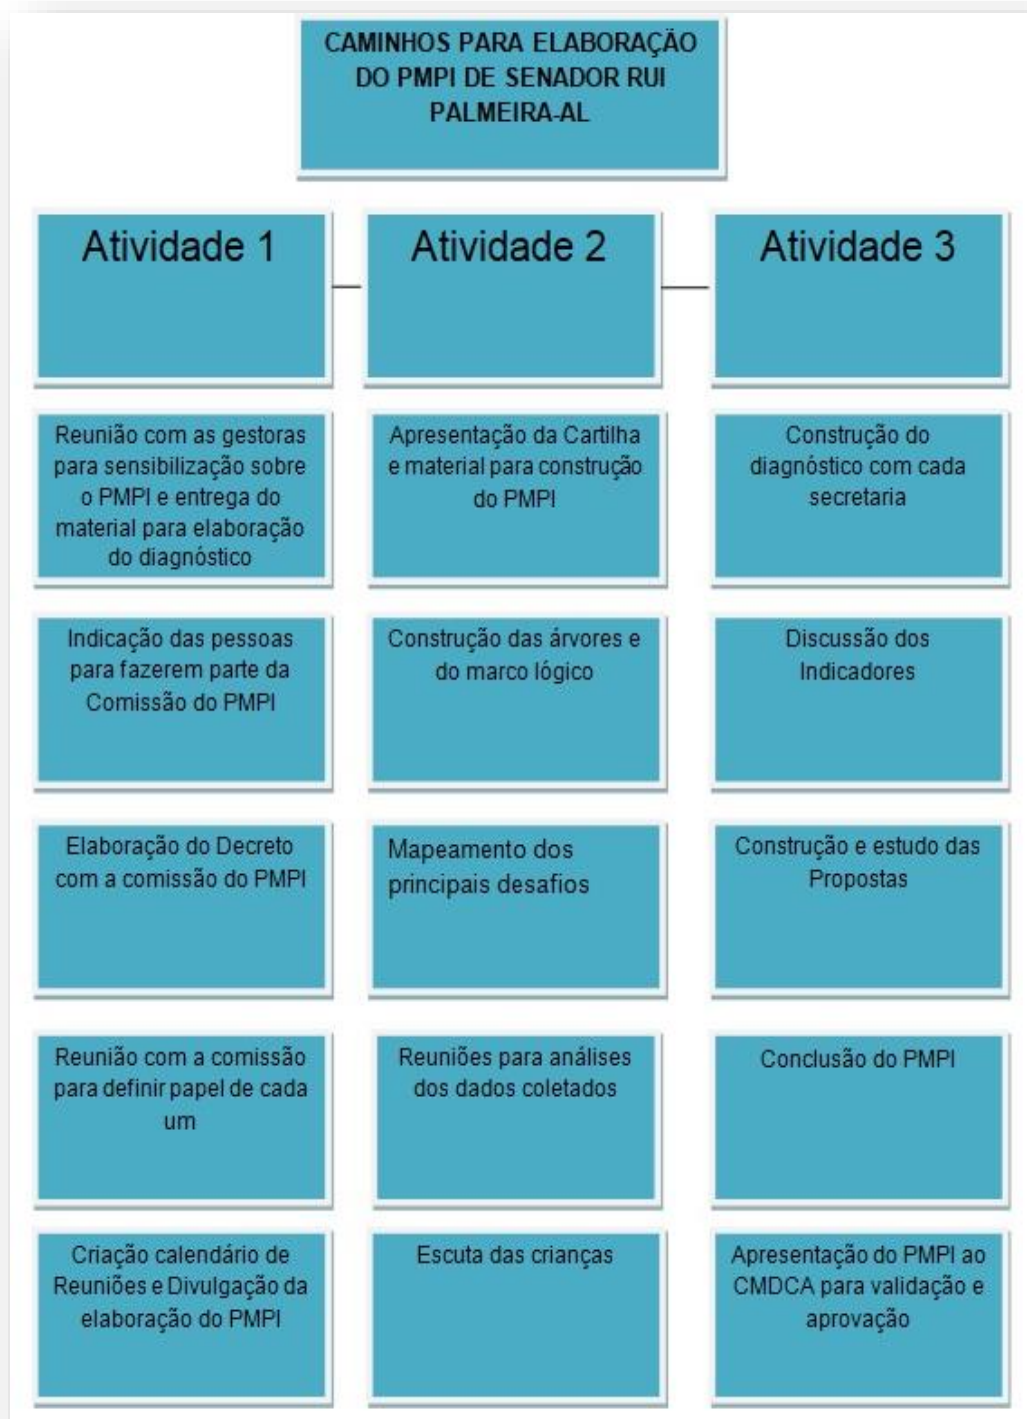 CAMINHOS PARA ELABORAÇÃO
DO PMPI DE SENADOR RUI
PALMEIRA-AL
Atividade 1
Atividade 2
Atividade 3
Reunião com as gestoras
para sensibilização sobre
o PMPI e entrega do
material para elaboração
do diagnóstico
Apresentação da Cartilha
e material para construção
do PMPI
Construção do
diagnóstico com cada
secretaria
Indicação das pessoas
para fazerem parte da
Comissão do PMPI
Construção das árvores e
do marco lógico
Discussão dos
Indicadores
Elaboração do Decreto
com a comissão do PMPI
Mapeamento dos
principais desafios
Construção e estudo das
Propostas
Reunião com a comissão
para definir papel de cada
um
Reuniões para análises
dos dados coletados
Conclusão do PMPI
Criação calendário de
Reuniões e Divulgação da
elaboração do PMPI
Escuta das crianças
Apresentação do PMPI ao
CMDCA para validação e
aprovação